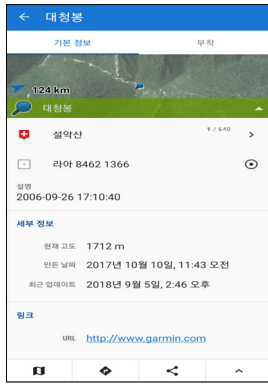 대청봉
기본 정보 부착
124 km
대청봉
설악산 1 / 640
라아 8462 1366
설명
2006-09-26 17:10:40
세부 정보
현재 고도 1712 m
만든 날짜 2017년 10월 10일, 11:43 오전
최근 업데이트 2018년 9월 5일, 2:46 오후
링크
URL http://www.garmin.com